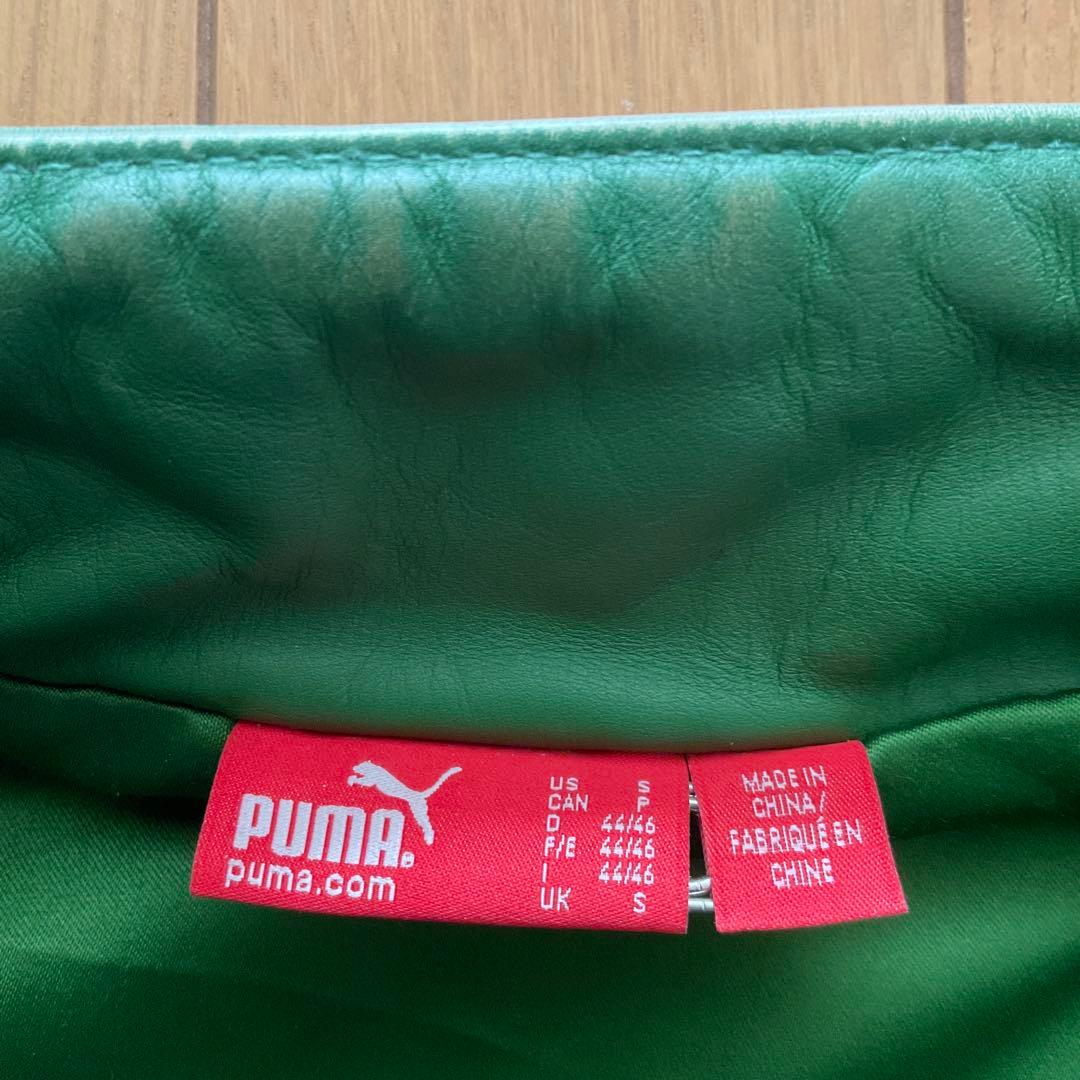 PUMA®
puma.com
US S
CAN P
D 44/46
F/E 44/46
I 44/46
UK S
MADE IN
CHINA/
FABRIQUÉ EN
CHINE